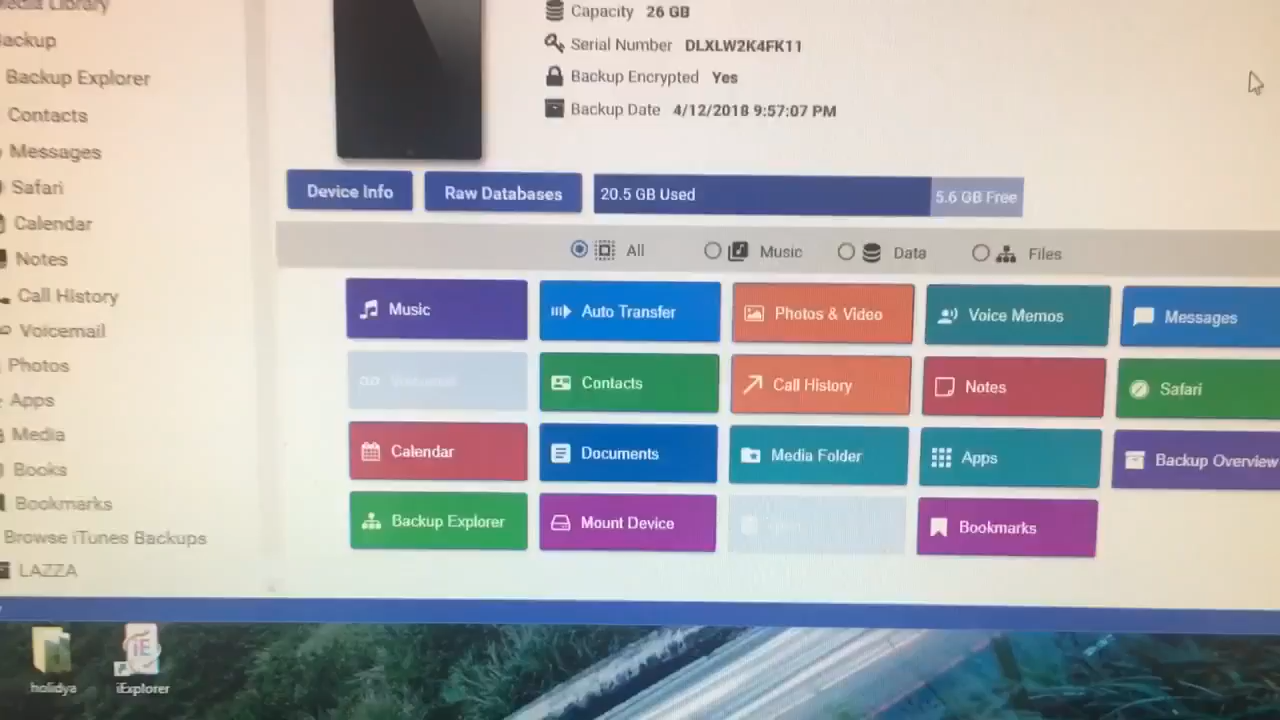 Media Library
Backup
Backup Explorer
Contacts
Messages
Safari
Calendar
Notes
Call History
Voicemail
Photos
Apps
Media
Books
Bookmarks
Browse iTunes Backups
LAZZA
Capacity 26 GB
Serial Number DLXLW2K4FK11
Backup Encrypted Yes
Backup Date 4/12/2018 9:57:07 PM
Device Info Raw Databases 20.5 GB Used 5.6 GB Free
All Music Data Files
Music Auto Transfer Photos & Video Voice Memos Messages
Voicemail Contacts Call History Notes Safari
Calendar Documents Media Folder Apps Backup Overview
Backup Explorer Mount Device Bookmarks
holidya iExplorer
iE